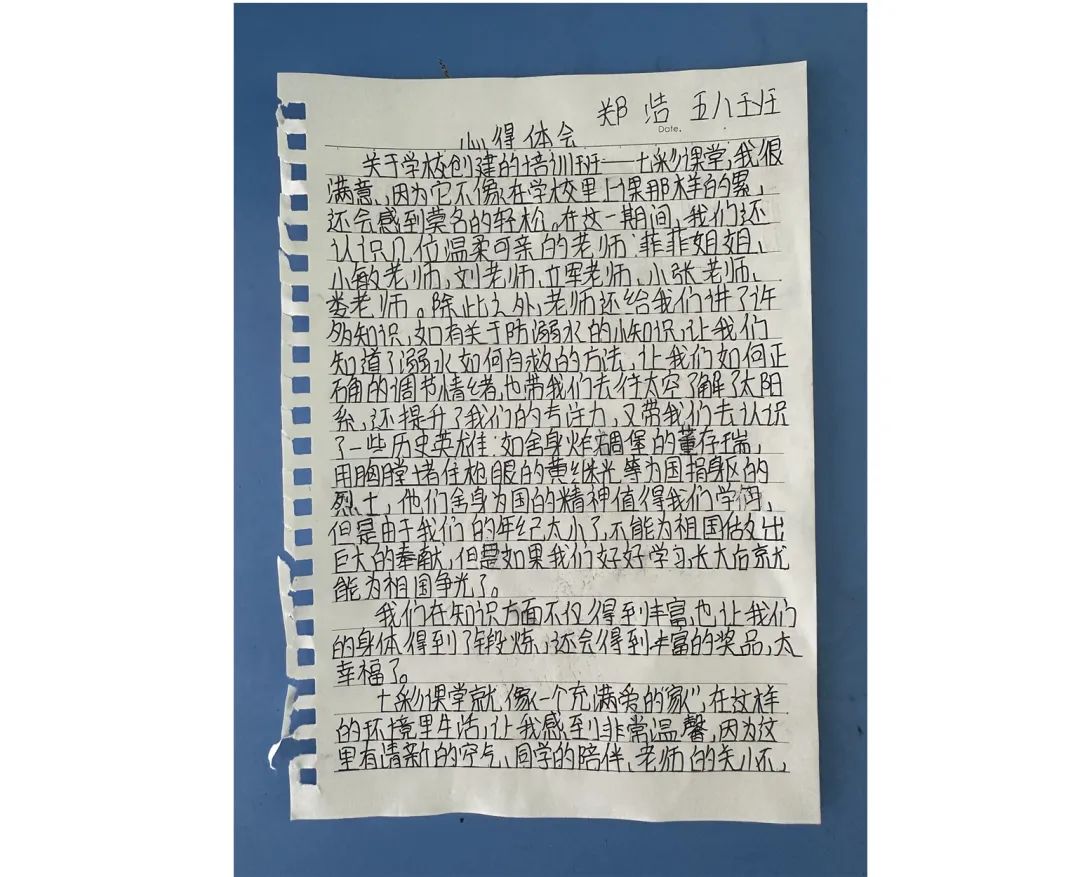 郑浩 五八班
Date.
心得体会
关于学校创建的培训班——七彩课堂,我很
满意,因为它不像在学校里上课那样的累,
还会感到莫名的轻松。在这一期间,我们还
认识几位温柔可亲的老师:菲菲姐姐、
小敏老师、刘老师、立军老师、小张老师、
娄老师。除此之外,老师还给我们讲了许
多知识,如有关于防溺水的小知识,让我们
知道了溺水如何自救的方法,让我们如何正
确的调节情绪,也带我们去往太空了解了太阳
系,还提升了我们的专注力,又带我们去认识
了一些历史英雄:如舍身炸碉堡的董存瑞,
用胸膛堵住枪眼的黄继光等为国捐身躯的
烈士,他们舍身为国的精神值得我们学习,
但是由于我们的年纪太小了,不能为祖国做出
巨大的奉献,但是如果我们好好学习,长大后就
能为祖国争光了。
我们在知识方面不仅得到丰富,也让我们
的身体得到了锻炼,还会得到丰富的奖品,太
幸福了。
七彩课堂就像一个充满爱的“家”,在这样
的环境里生活,让我感到非常温馨,因为这
里有清新的空气、同学的陪伴、老师的关怀,